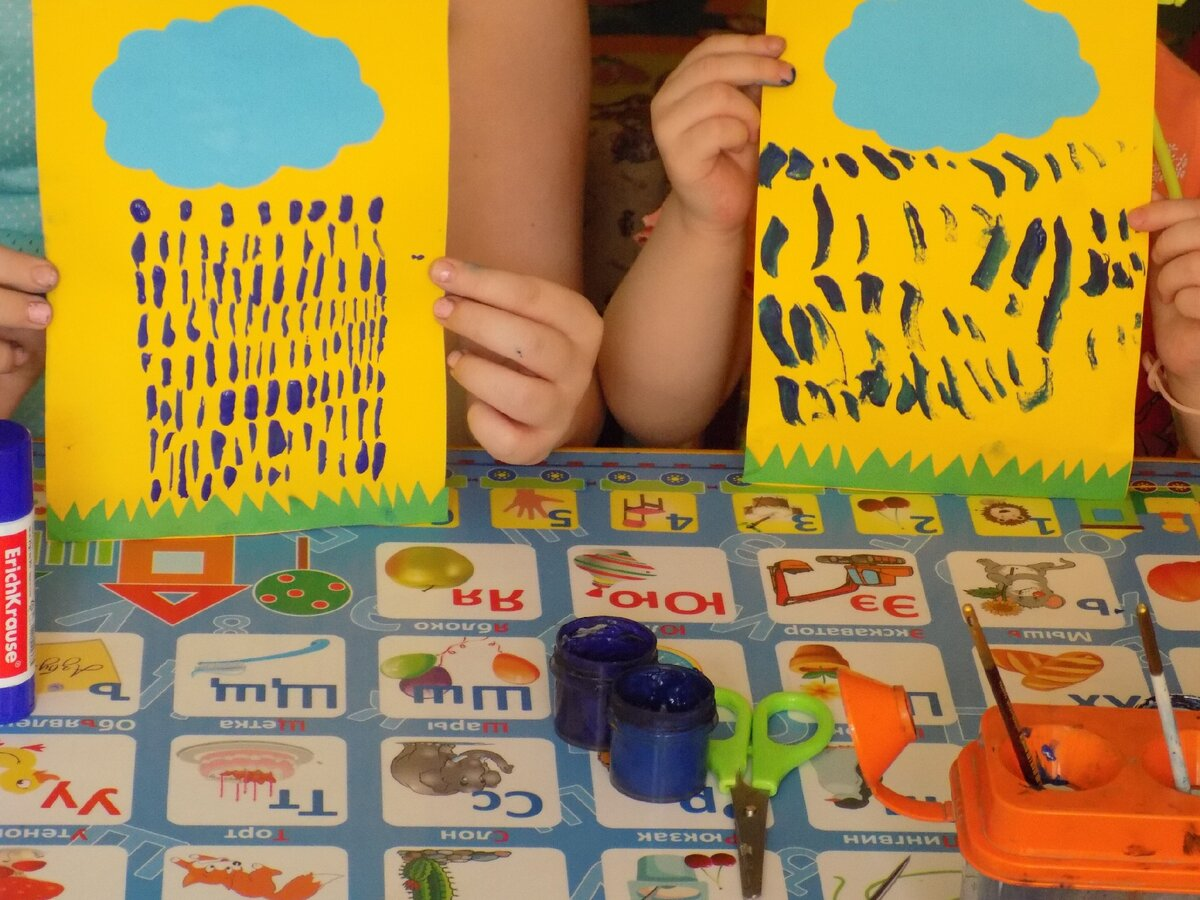 5
4
3
2
1
Яя
Яблоко
Юю
Ээ
Экскаватор
ь
Мышь
ъ
Щщ
Щетка
Шш
Шары
Уу
Тт
Торт
Сс
Слон
Рюкзак
ErichKrause®